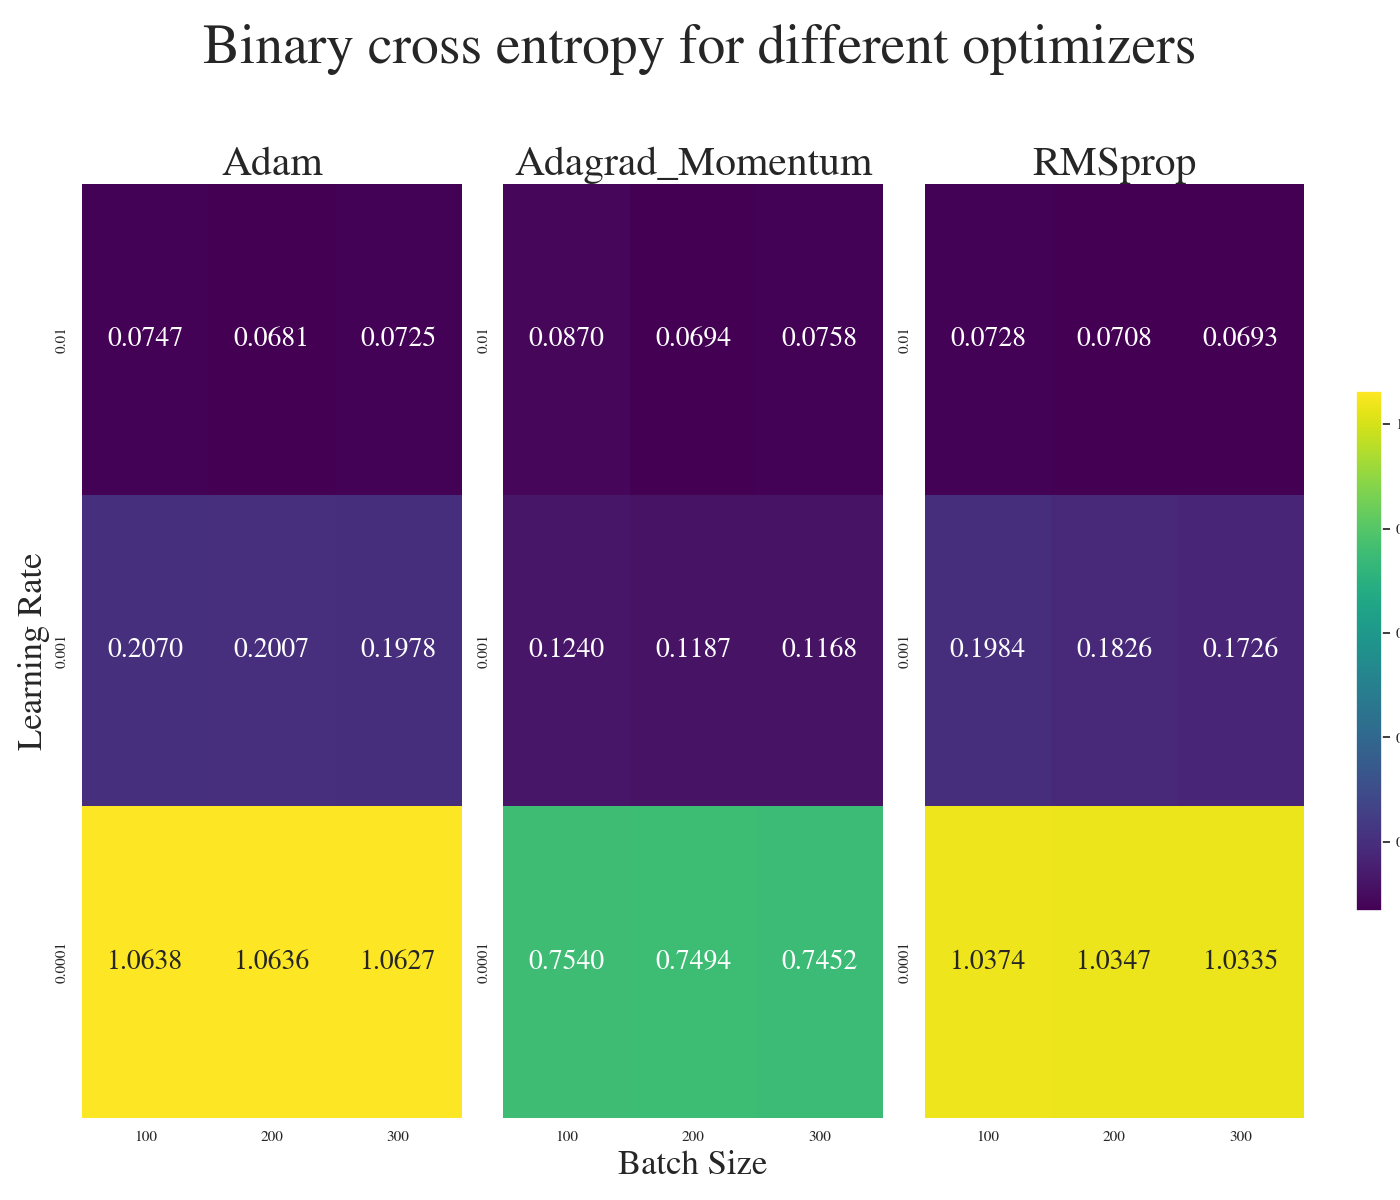 Binary cross entropy for different optimizers
Adam
Adagrad_Momentum
RMSprop
0.01
0.0747 0.0681 0.0725
0.01
0.0870 0.0694 0.0758
0.01
0.0728 0.0708 0.0693
Learning Rate
0.001
0.2070 0.2007 0.1978
0.001
0.1240 0.1187 0.1168
0.001
0.1984 0.1826 0.1726
0.0001
1.0638 1.0636 1.0627
0.0001
0.7540 0.7494 0.7452
0.0001
1.0374 1.0347 1.0335
100 200 300
100 200 300
100 200 300
Batch Size